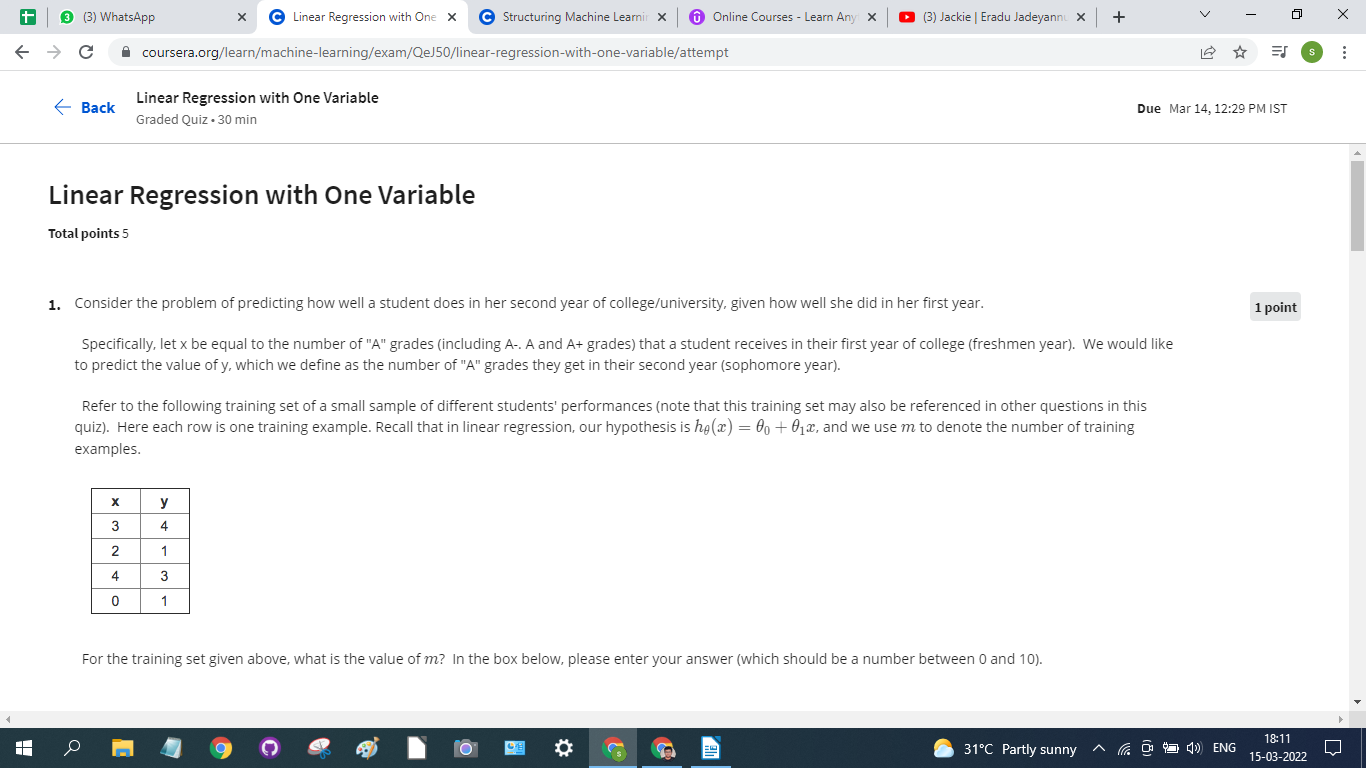 (3) WhatsApp
Linear Regression with One
Structuring Machine Learnin
Online Courses - Learn Any
(3) Jackie | Eradu Jadeyannu
coursera.org/learn/machine-learning/exam/QeJ50/linear-regression-with-one-variable/attempt
S
Back
Linear Regression with One Variable
Graded Quiz • 30 min
Due Mar 14, 12:29 PM IST
Linear Regression with One Variable
Total points 5
1. Consider the problem of predicting how well a student does in her second year of college/university, given how well she did in her first year.
1 point
Specifically, let x be equal to the number of "A" grades (including A-. A and A+ grades) that a student receives in their first year of college (freshmen year). We would like
to predict the value of y, which we define as the number of "A" grades they get in their second year (sophomore year).
Refer to the following training set of a small sample of different students' performances (note that this training set may also be referenced in other questions in this
quiz). Here each row is one training example. Recall that in linear regression, our hypothesis is hθ(x) = θ0 + θ1x, and we use m to denote the number of training
examples.
x y
3 4
2 1
4 3
0 1
For the training set given above, what is the value of m? In the box below, please enter your answer (which should be a number between 0 and 10).
31°C Partly sunny
ENG
18:11
15-03-2022